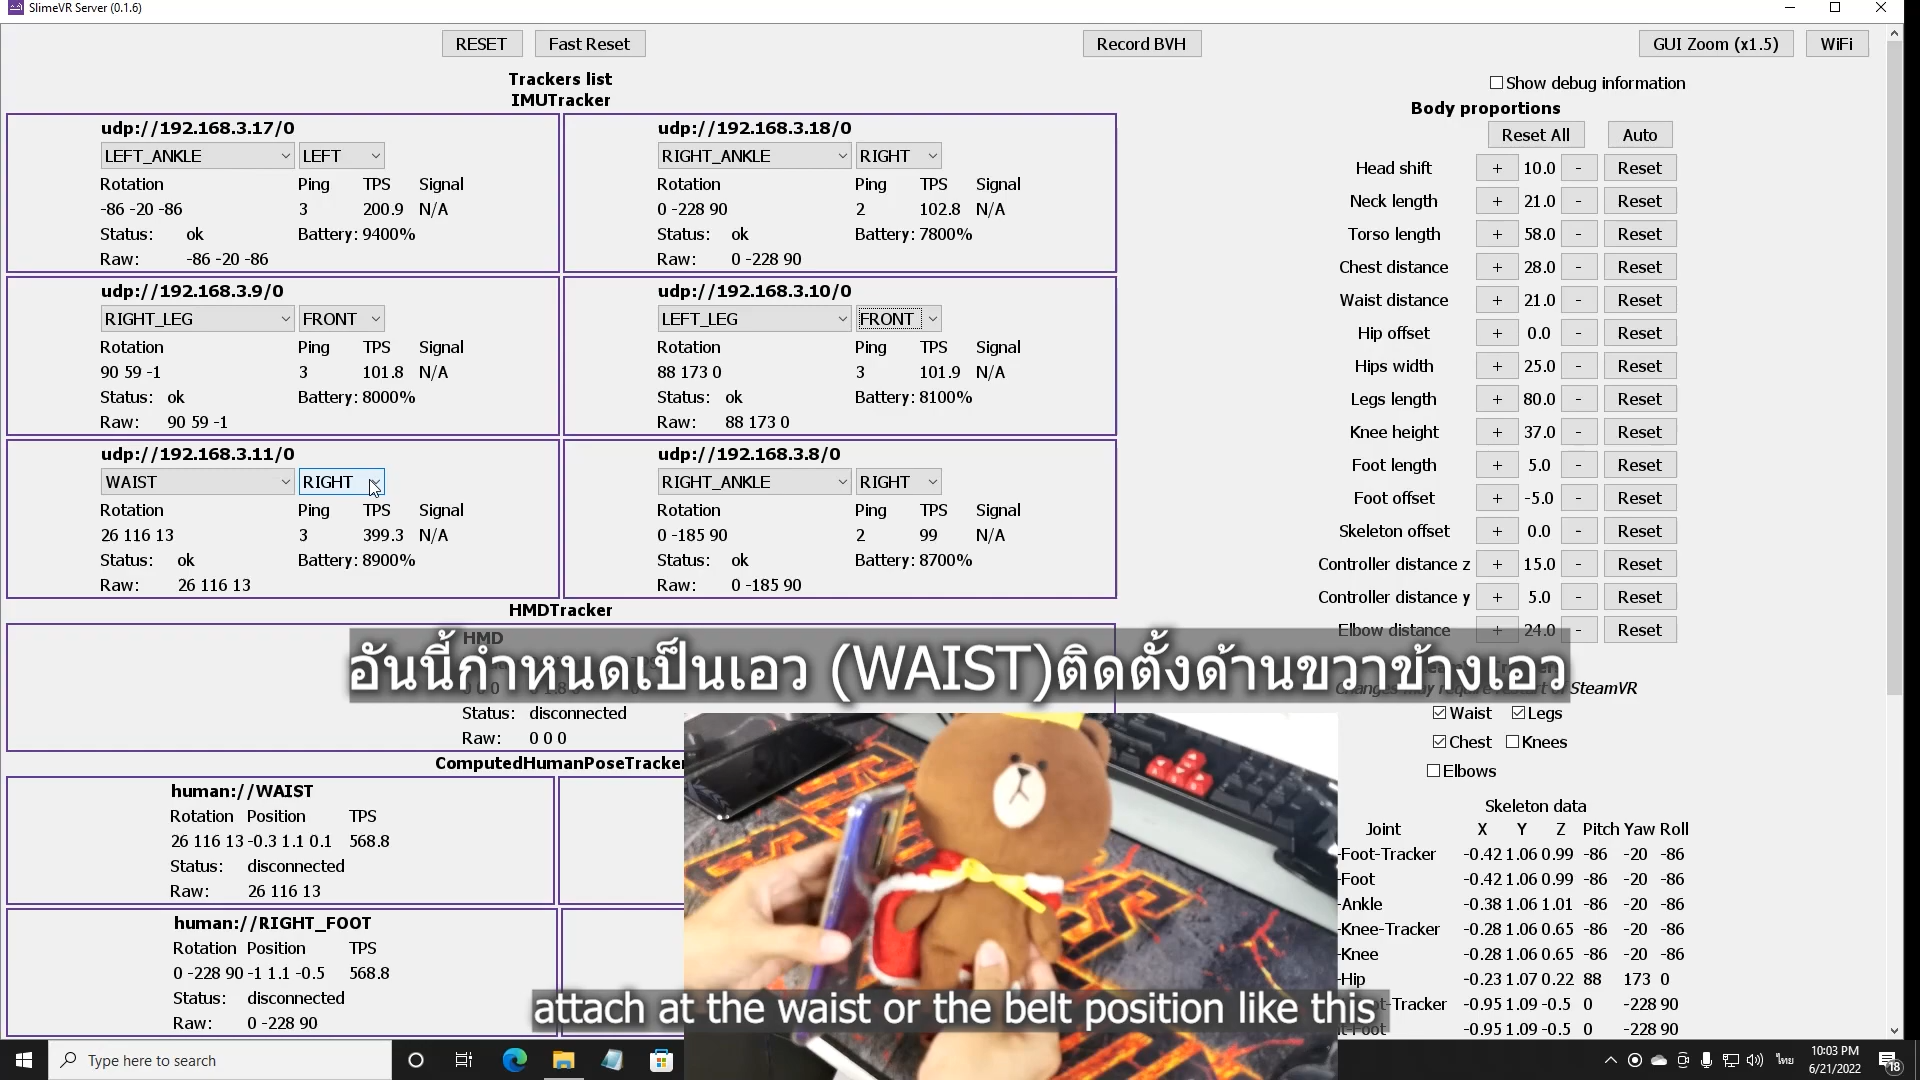 SlimeVR Server (0.1.6)
RESET Fast Reset Record BVH GUI Zoom (x1.5) WiFi
Trackers list
IMUTracker
udp://192.168.3.17/0
LEFT_ANKLE LEFT
Rotation Ping TPS Signal
-86 -20 -86 3 200.9 N/A
Status: ok Battery: 9400%
Raw: -86 -20 -86
udp://192.168.3.18/0
RIGHT_ANKLE RIGHT
Rotation Ping TPS Signal
0 -228 90 2 102.8 N/A
Status: ok Battery: 7800%
Raw: 0 -228 90
udp://192.168.3.9/0
RIGHT_LEG FRONT
Rotation Ping TPS Signal
90 59 -1 3 101.8 N/A
Status: ok Battery: 8000%
Raw: 90 59 -1
udp://192.168.3.10/0
LEFT_LEG FRONT
Rotation Ping TPS Signal
88 173 0 3 101.9 N/A
Status: ok Battery: 8100%
Raw: 88 173 0
udp://192.168.3.11/0
WAIST RIGHT
Rotation Ping TPS Signal
26 116 13 3 399.3 N/A
Status: ok Battery: 8900%
Raw: 26 116 13
udp://192.168.3.8/0
RIGHT_ANKLE RIGHT
Rotation Ping TPS Signal
0 -185 90 2 99 N/A
Status: ok Battery: 8700%
Raw: 0 -185 90
HMDTracker
HMD
Status: disconnected
Raw: 0 0 0
ComputedHumanPoseTracker
human://WAIST
Rotation Position TPS
26 116 13 -0.3 1.1 0.1 568.8
Status: disconnected
Raw: 26 116 13
human://RIGHT_FOOT
Rotation Position TPS
0 -228 90 -1 1.1 -0.5 568.8
Status: disconnected
Raw: 0 -228 90
Show debug information
Body proportions
Reset All Auto
Head shift + 10.0 - Reset
Neck length + 21.0 - Reset
Torso length + 58.0 - Reset
Chest distance + 28.0 - Reset
Waist distance + 21.0 - Reset
Hip offset + 0.0 - Reset
Hips width + 25.0 - Reset
Legs length + 80.0 - Reset
Knee height + 37.0 - Reset
Foot length + 5.0 - Reset
Foot offset + -5.0 - Reset
Skeleton offset + 0.0 - Reset
Controller distance z + 15.0 - Reset
Controller distance y + 5.0 - Reset
Elbow distance + 24.0 - Reset
Changes may require restart of SteamVR
Waist Legs
Chest Knees
Elbows
Skeleton data
Joint X Y Z Pitch Yaw Roll
-Foot-Tracker -0.42 1.06 0.99 -86 -20 -86
-Foot -0.42 1.06 0.99 -86 -20 -86
-Ankle -0.38 1.06 1.01 -86 -20 -86
-Knee-Tracker -0.28 1.06 0.65 -86 -20 -86
-Knee -0.28 1.06 0.65 -86 -20 -86
-Hip -0.23 1.07 0.22 88 173 0
-Tracker -0.95 1.09 -0.5 0 -228 90
-Foot -0.95 1.09 -0.5 0 -228 90
อันนี้กำหนดเป็นเอว (WAIST)ติดตั้งด้านขวาข้างเอว
attach at the waist or the belt position like this
Type here to search
ไทย
10:03 PM
6/21/2022
18